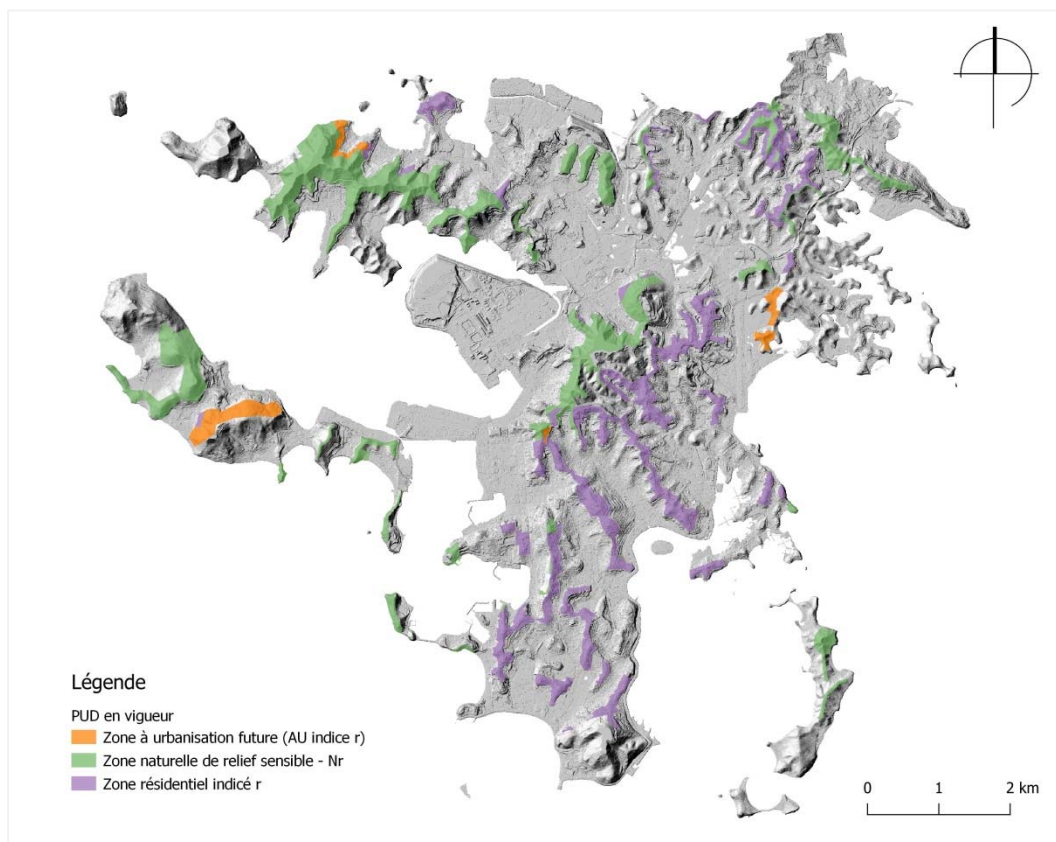 Légende
PUD en vigueur
Zone à urbanisation future (AU indice r)
Zone naturelle de relief sensible - Nr
Zone résidentiel indicé r
0 1 2 km